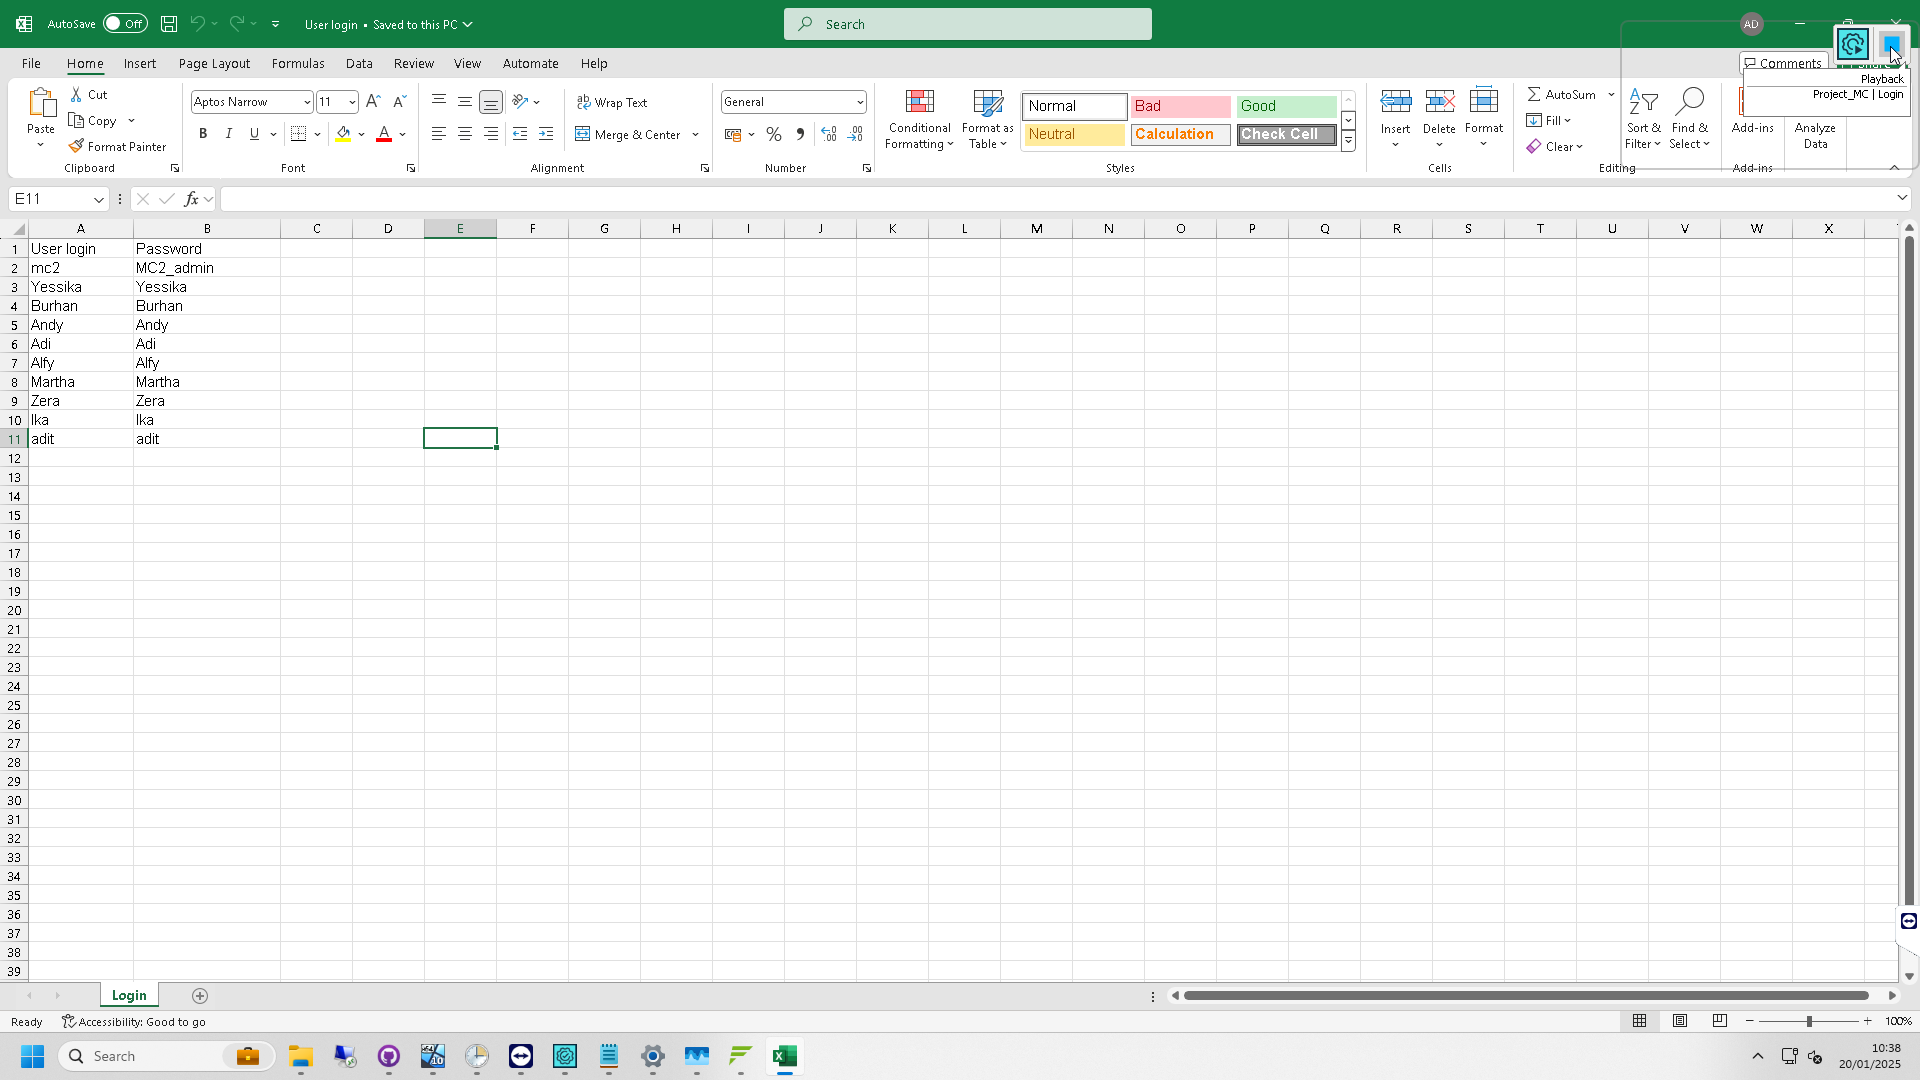 AutoSave Off User login • Saved to this PC Search AD
File Home Insert Page Layout Formulas Data Review View Automate Help Comments
Playback
Project_MC | Login
Paste Cut Copy Format Painter Clipboard
Aptos Narrow 11 B I U A Font
Wrap Text Merge & Center Alignment
General % Number
Conditional Formatting Format as Table Normal Bad Good Neutral Calculation Check Cell Styles
Insert Delete Format Cells
AutoSum Fill Clear Sort & Filter Find & Select Editing
Add-ins Add-ins
Analyze Data
E11 fx
A B C D E F G H I J K L M N O P Q R S T U V W X
1 User login Password
2 mc2 MC2_admin
3 Yessika Yessika
4 Burhan Burhan
5 Andy Andy
6 Adi Adi
7 Alfy Alfy
8 Martha Martha
9 Zera Zera
10 Ika Ika
11 adit adit
12
13
14
15
16
17
18
19
20
21
22
23
24
25
26
27
28
29
30
31
32
33
34
35
36
37
38
39
Login
Ready Accessibility: Good to go 100%
Search
10:38
20/01/2025